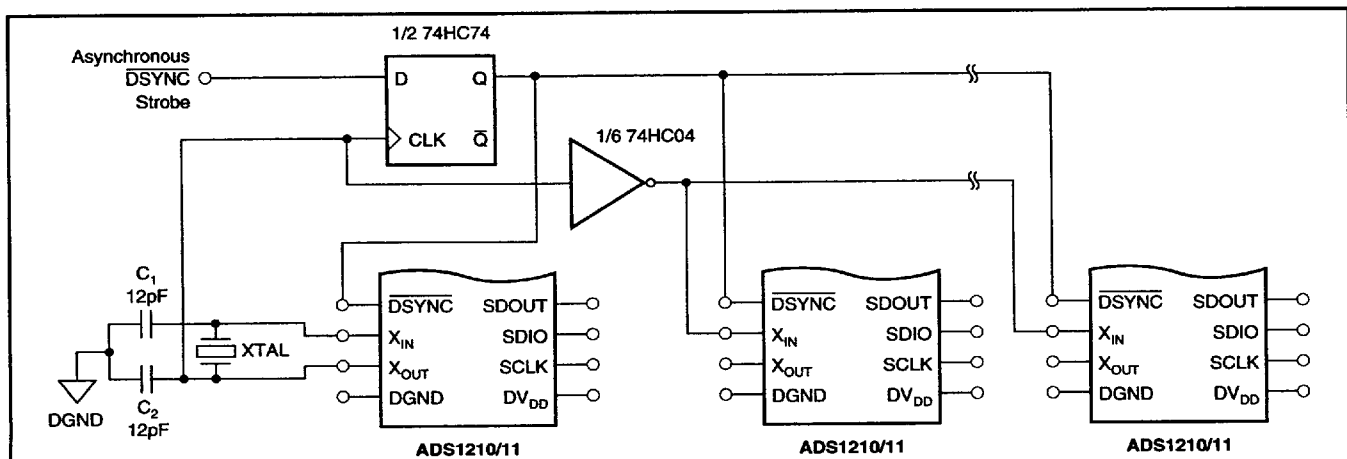 1/2 74HC74
Asynchronous
DSYNC
Strobe
D Q
CLK Q
1/6 74HC04
C1
12pF
XTAL
C2
12pF
DGND
DSYNC SDOUT
XIN SDIO
XOUT SCLK
DGND DVDD
ADS1210/11
DSYNC SDOUT
XIN SDIO
XOUT SCLK
DGND DVDD
ADS1210/11
DSYNC SDOUT
XIN SDIO
XOUT SCLK
DGND DVDD
ADS1210/11